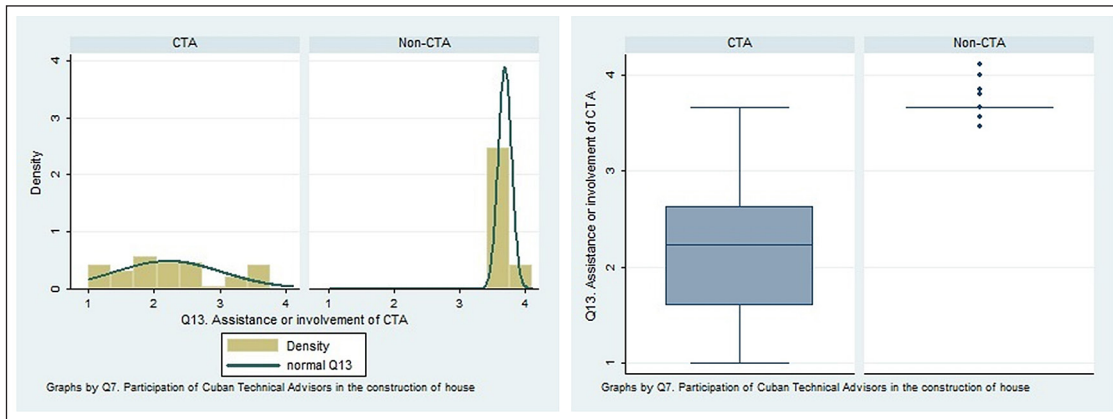 CTA
Non-CTA
4
3
2
1
0
Density
1 2 3 4 1 2 3 4
Q13. Assistance or involvement of CTA
Density
normal Q13
Graphs by Q7. Participation of Cuban Technical Advisors in the construction of house
CTA
Non-CTA
4
3
2
1
Q13. Assistance or involvement of CTA
Graphs by Q7. Participation of Cuban Technical Advisors in the construction of house